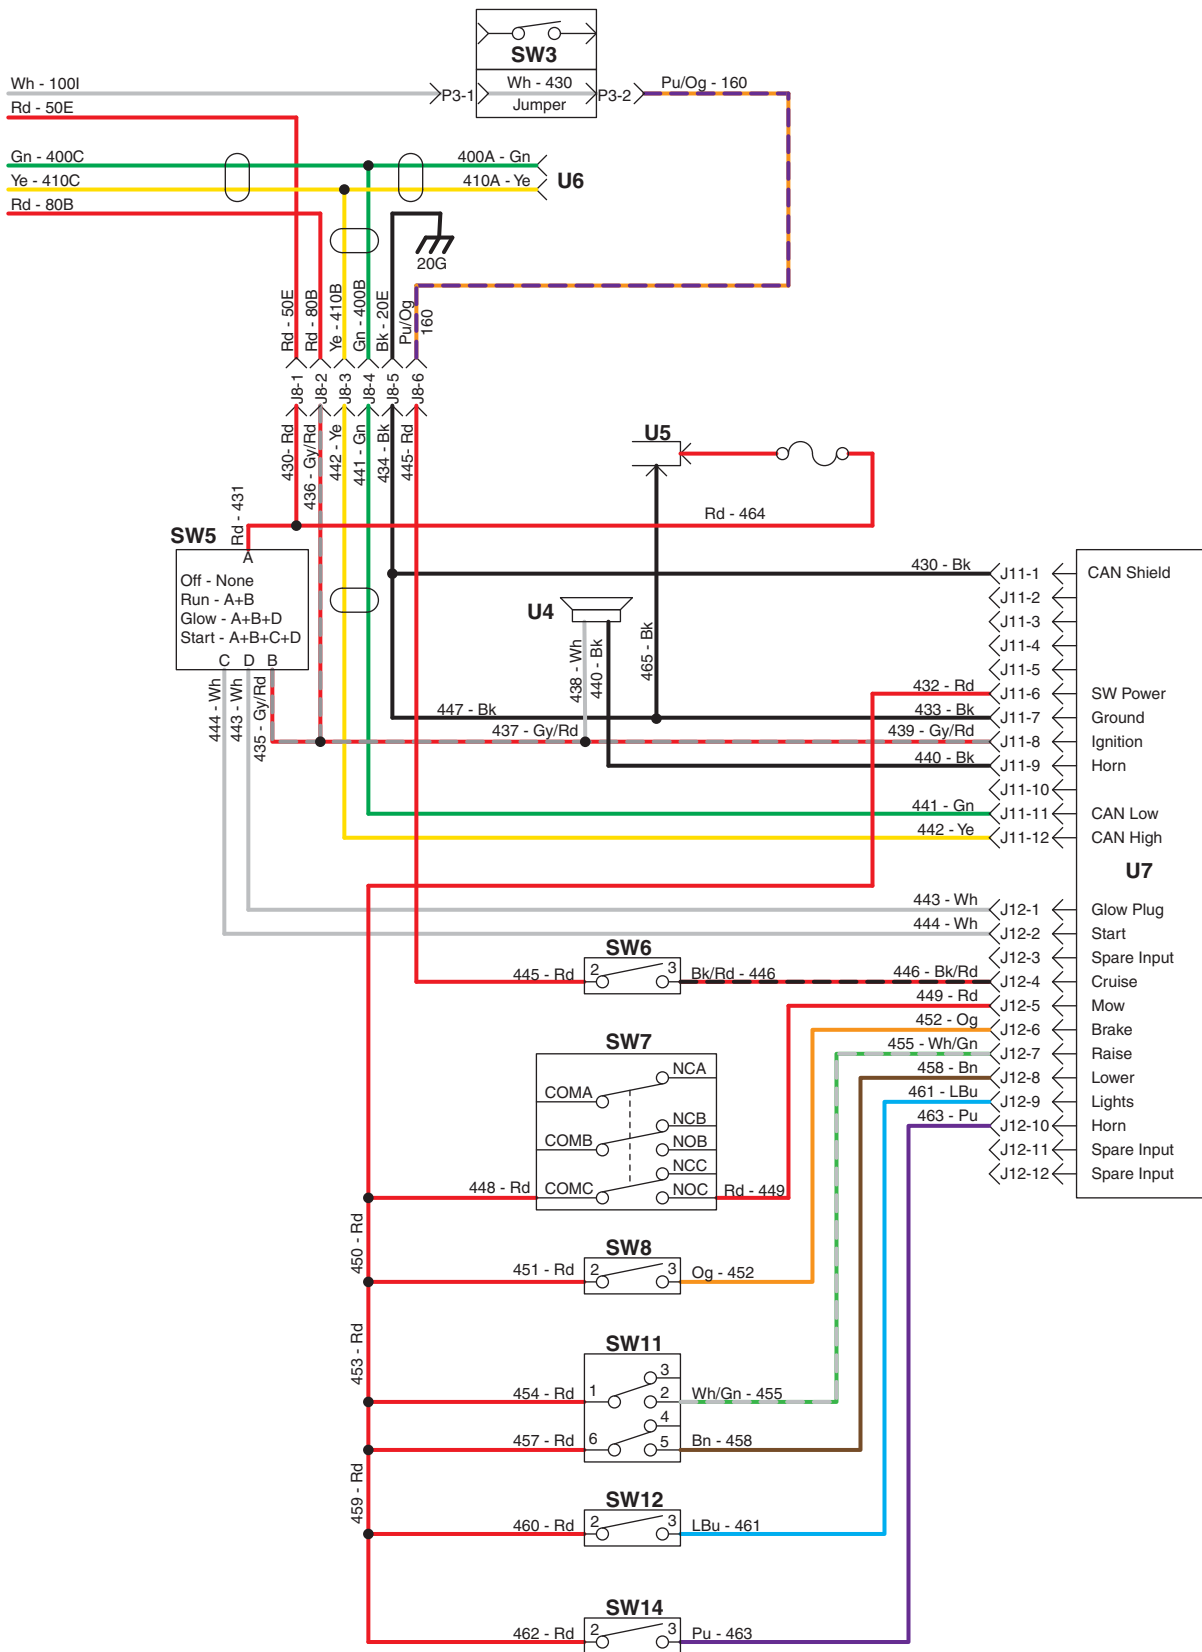 SW3
Wh - 100I
P3-1
Wh - 430
Jumper
P3-2
Pu/Og - 160
Rd - 50E
Gn - 400C
400A - Gn
Ye - 410C
410A - Ye
U6
Rd - 80B
20G
Rd - 50E
Rd - 80B
Ye - 410B
Gn - 400B
Bk - 20E
Pu/Og
160
J8-1
J8-2
J8-3
J8-4
J8-5
J8-6
430- Rd
436 - Gy/Rd
442 - Ye
441 - Gn
434 - Bk
445- Rd
U5
Rd - 464
Rd - 431
SW5
A
Off - None
Run - A+B
Glow - A+B+D
Start - A+B+C+D
C D B
444 - Wh
443 - Wh
435 - Gy/Rd
U4
438 - Wh
440 - Bk
465 - Bk
447 - Bk
437 - Gy/Rd
430 - Bk
J11-1
CAN Shield
J11-2
J11-3
J11-4
J11-5
432 - Rd
J11-6
SW Power
433 - Bk
J11-7
Ground
439 - Gy/Rd
J11-8
Ignition
440 - Bk
J11-9
Horn
J11-10
441 - Gn
J11-11
CAN Low
442 - Ye
J11-12
CAN High
U7
443 - Wh
J12-1
Glow Plug
444 - Wh
J12-2
Start
J12-3
Spare Input
SW6
445 - Rd
2
3
Bk/Rd - 446
446 - Bk/Rd
J12-4
Cruise
449 - Rd
J12-5
Mow
452 - Og
J12-6
Brake
455 - Wh/Gn
J12-7
Raise
458 - Bn
J12-8
Lower
461 - LBu
J12-9
Lights
463 - Pu
J12-10
Horn
J12-11
Spare Input
J12-12
Spare Input
SW7
NCA
COMA
NCB
COMB
NOB
NCC
448 - Rd
COMC
NOC
Rd - 449
450 - Rd
SW8
451 - Rd
2
3
Og - 452
453 - Rd
SW11
3
454 - Rd
1
2
Wh/Gn - 455
4
457 - Rd
6
5
Bn - 458
459 - Rd
SW12
460 - Rd
2
3
LBu - 461
SW14
462 - Rd
2
3
Pu - 463